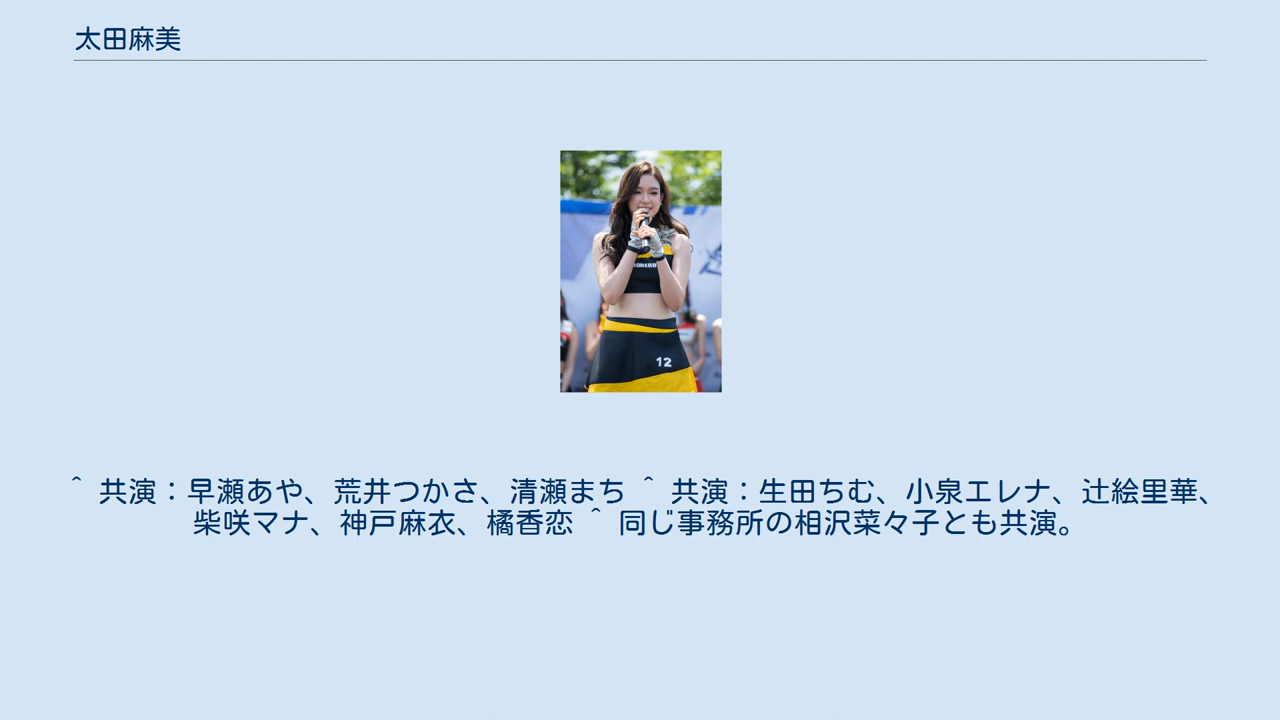 太田麻美
12
＾ 共演：早瀬あや、荒井つかさ、清瀬まち ＾ 共演：生田ちむ、小泉エレナ、辻絵里華、
柴咲マナ、神戸麻衣、橘香恋 ＾ 同じ事務所の相沢菜々子とも共演。